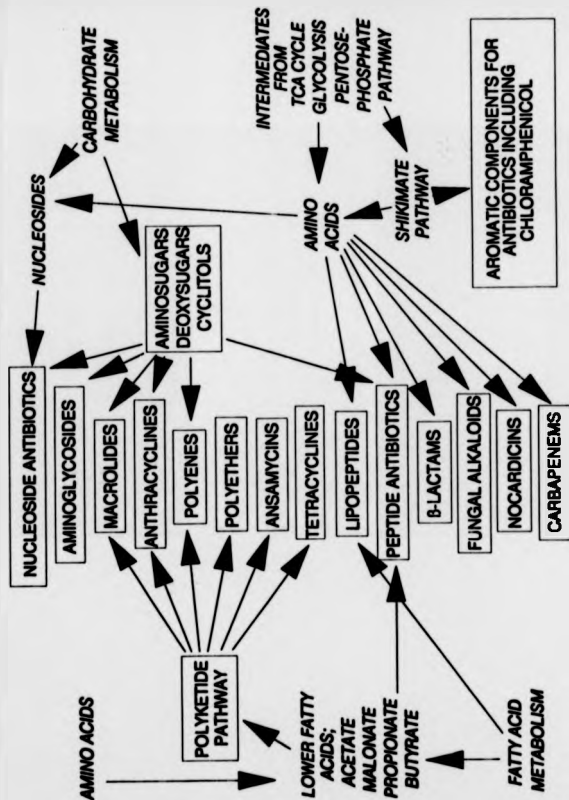 AMINO ACIDS
POLYKETIDE
PATHWAY
LOWER FATTY
ACIDS;
ACETATE
MALONATE
PROPIONATE
BUTYRATE
FATTY ACID
METABOLISM
NUCLEOSIDE ANTIBIOTICS
AMINOGLYCOSIDES
MACROLIDES
ANTHRACYCLINES
POLYENES
POLYETHERS
ANSAMYCINS
TETRACYCLINES
LIPOPEPTIDES
PEPTIDE ANTIBIOTICS
β-LACTAMS
FUNGAL ALKALOIDS
NOCARDICINS
CARBAPENEMS
NUCLEOSIDES
AMINOSUGARS
DEOXYSUGARS
CYCLITOLS
CARBOHYDRATE
METABOLISM
AMINO
ACIDS
INTERMEDIATES
FROM
TCA CYCLE
GLYCOLYSIS
PENTOSE-
PHOSPHATE
PATHWAY
SHIKIMATE
PATHWAY
AROMATIC COMPONENTS FOR
ANTIBIOTICS INCLUDING
CHLORAMPHENICOL